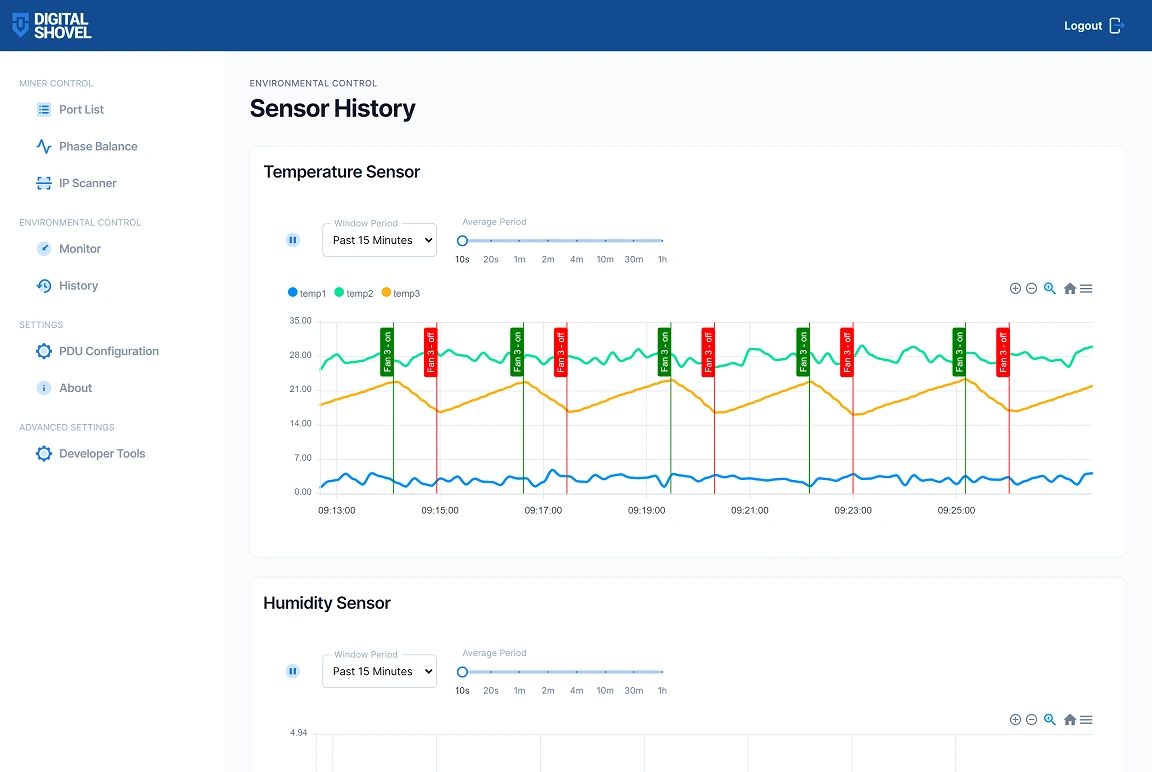 DIGITAL
SHOVEL
Logout
MINER CONTROL
Port List
Phase Balance
IP Scanner
ENVIRONMENTAL CONTROL
Monitor
History
SETTINGS
PDU Configuration
About
ADVANCED SETTINGS
Developer Tools
ENVIRONMENTAL CONTROL
Sensor History
Temperature Sensor
Window Period
Past 15 Minutes
Average Period
10s 20s 1m 2m 4m 10m 30m 1h
temp1 temp2 temp3
35.00
28.00
21.00
14.00
7.00
0.00
Fan 3 - on
Fan 3 - off
Fan 3 - on
Fan 3 - off
Fan 3 - on
Fan 3 - off
Fan 3 - on
Fan 3 - off
Fan 3 - on
Fan 3 - off
09:13:00 09:15:00 09:17:00 09:19:00 09:21:00 09:23:00 09:25:00
Humidity Sensor
Window Period
Past 15 Minutes
Average Period
10s 20s 1m 2m 4m 10m 30m 1h
4.94